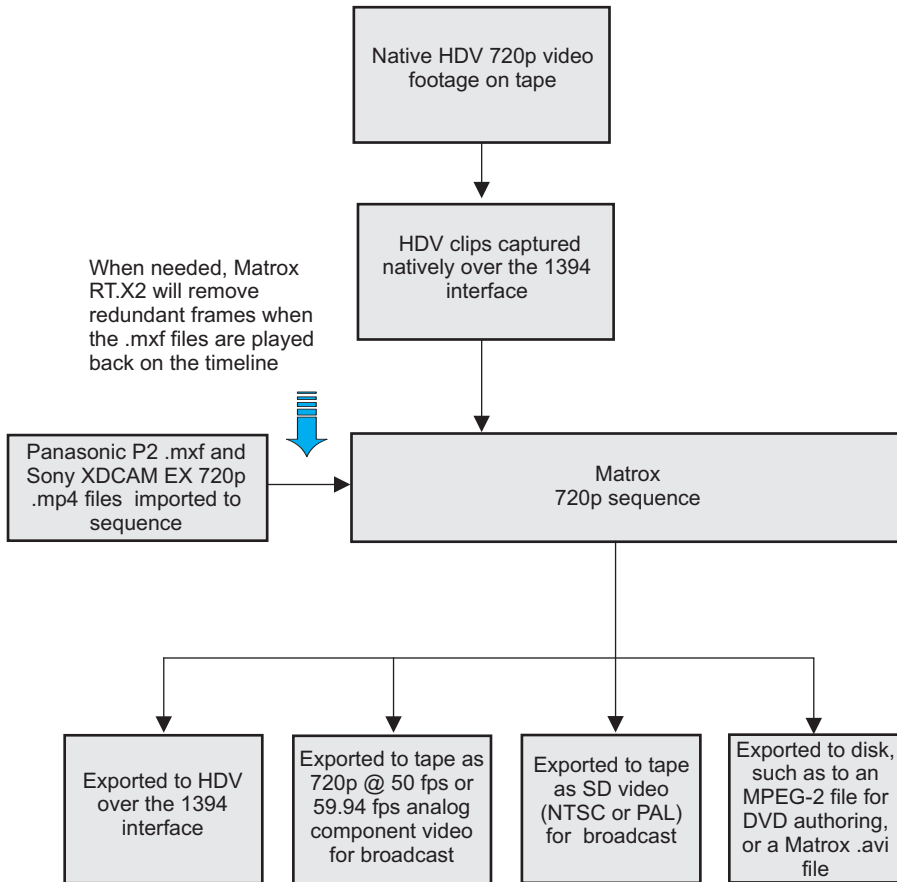 Native HDV 720p video
footage on tape
HDV clips captured
natively over the 1394
interface
When needed, Matrox
RT.X2 will remove
redundant frames when
the .mxf files are played
back on the timeline
Panasonic P2 .mxf and
Sony XDCAM EX 720p
.mp4 files imported to
sequence
Matrox
720p sequence
Exported to HDV
over the 1394
interface
Exported to tape as
720p @ 50 fps or
59.94 fps analog
component video
for broadcast
Exported to tape
as SD video
(NTSC or PAL)
for broadcast
Exported to disk,
such as to an
MPEG-2 file for
DVD authoring,
or a Matrox .avi
file